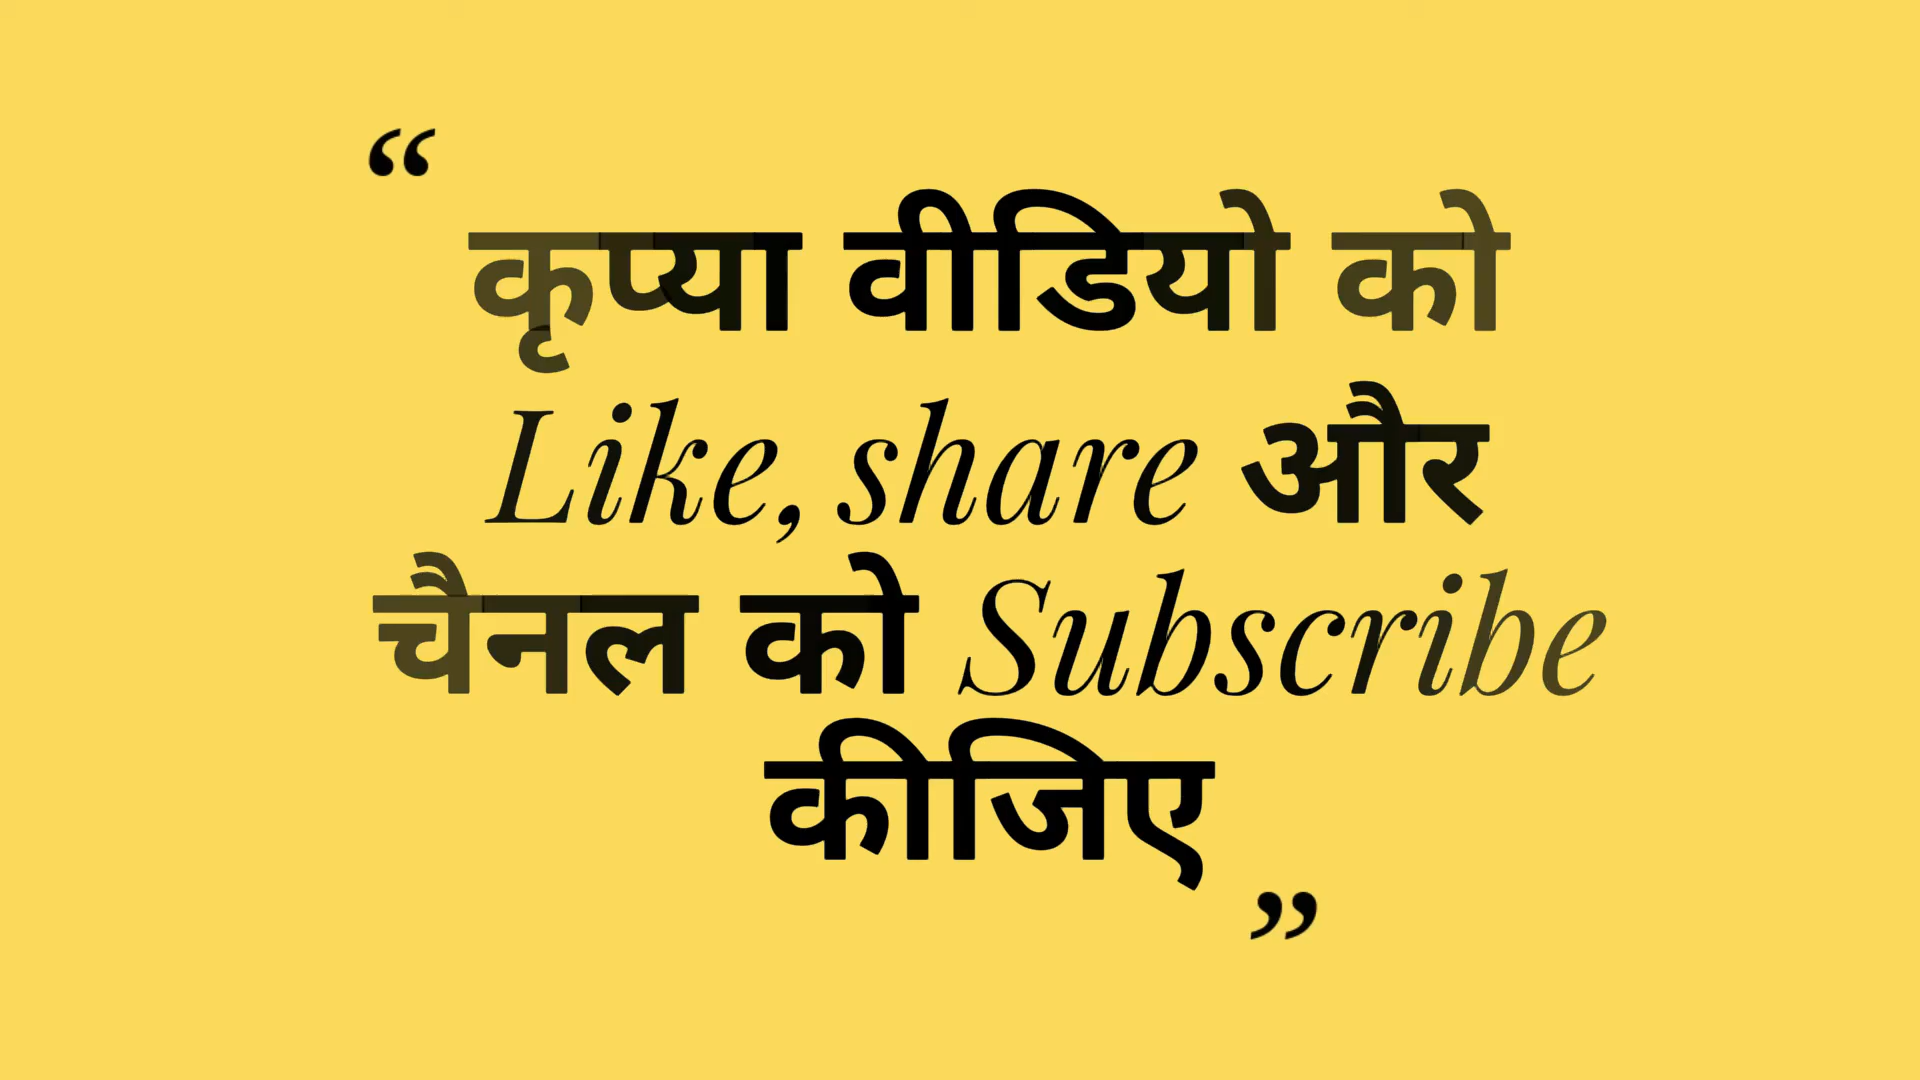 “
कृप्या वीडियो को
Like, share और
चैनल को Subscribe
कीजिए
”